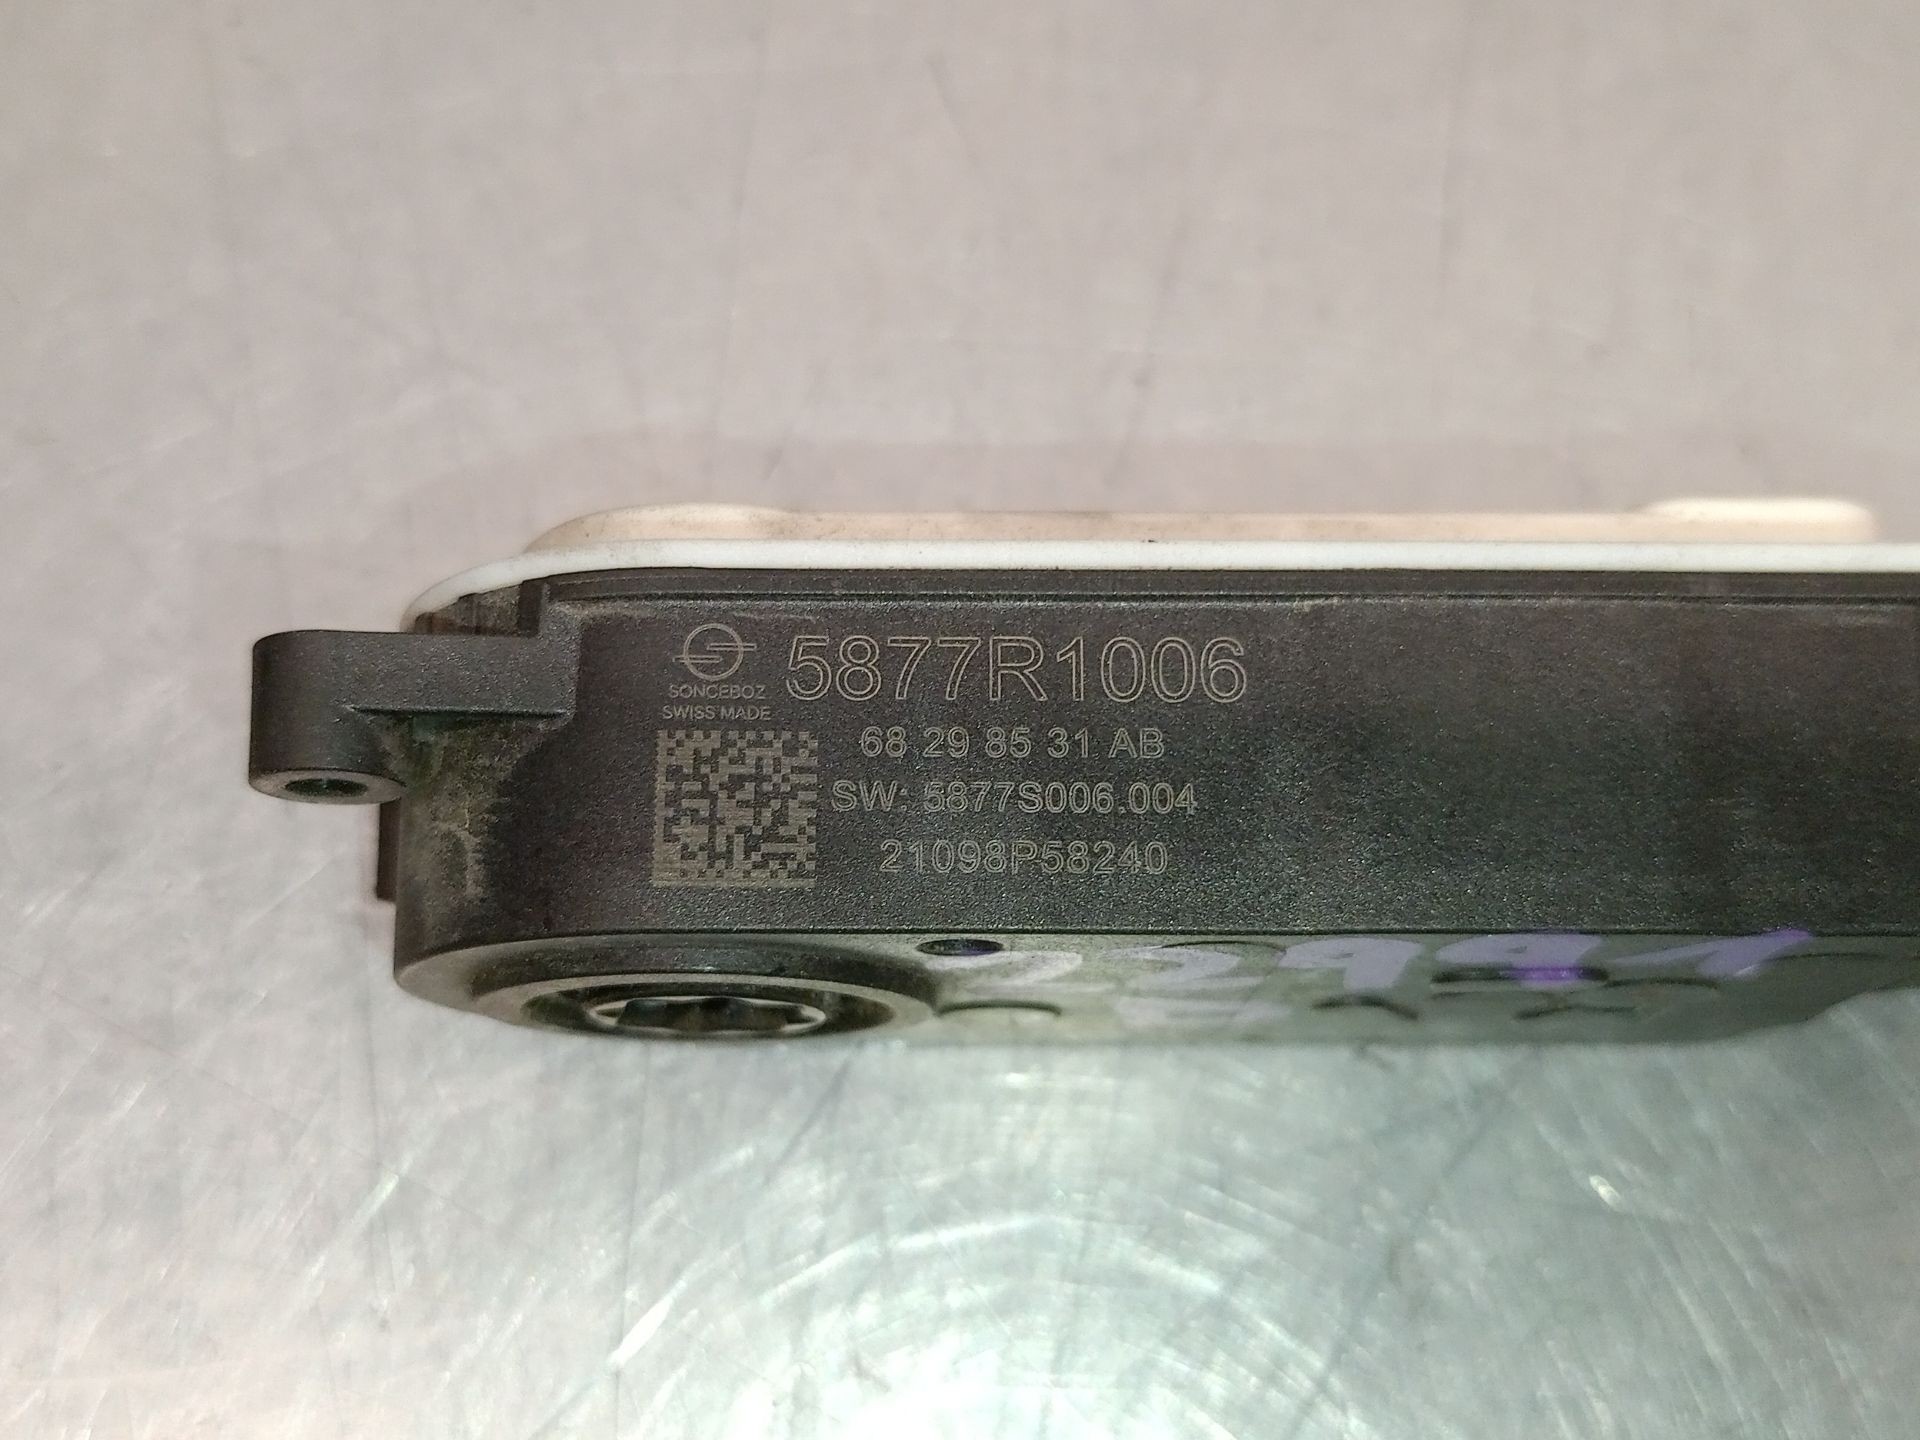 SONCEBOZ
SWISS MADE
5877R1006
68 29 85 31 AB
SW: 5877S006.004
21098P58240